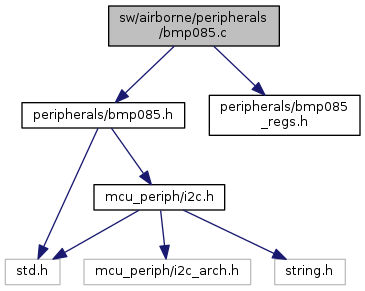 sw/airborne/peripherals
/bmp085.c
peripherals/bmp085.h
peripherals/bmp085
_regs.h
mcu_periph/i2c.h
std.h
mcu_periph/i2c_arch.h
string.h